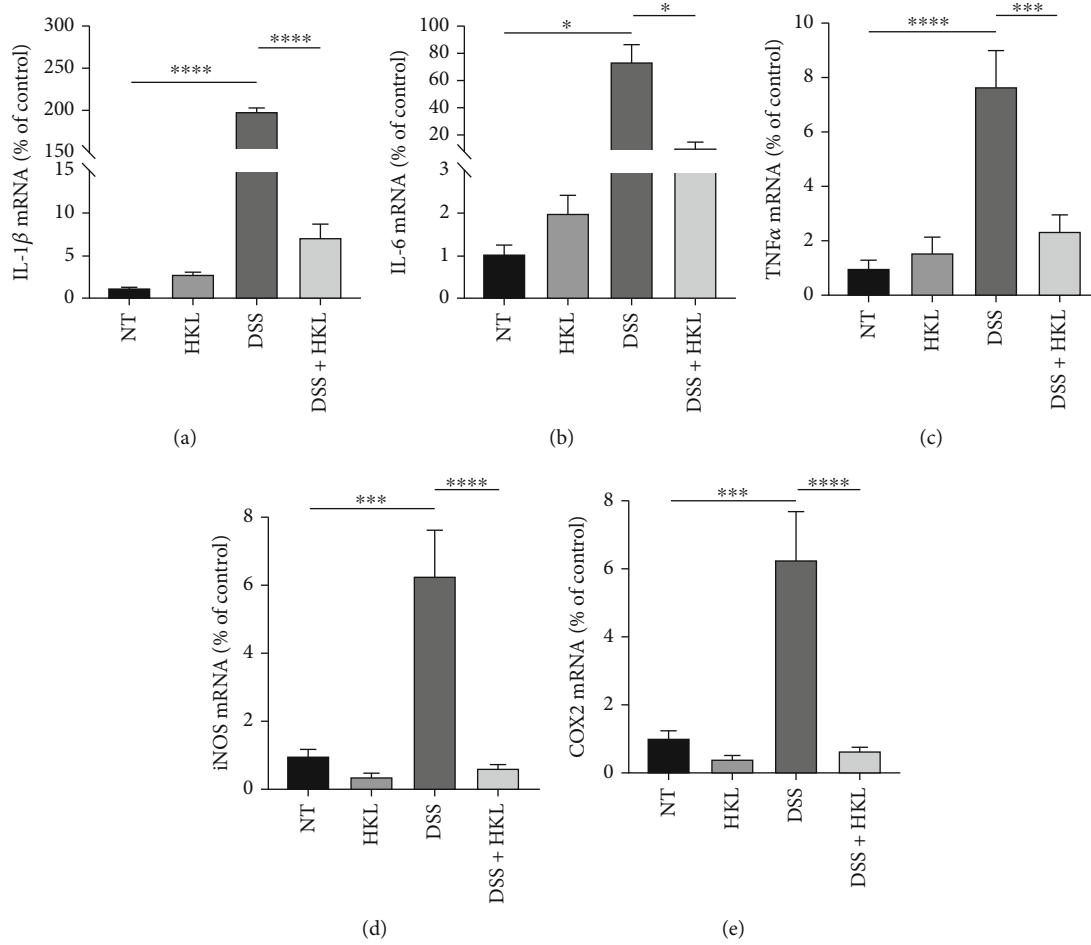 IL-1β mRNA (% of control)
300
250
200
150
15
10
5
0
****
****
NT
HKL
DSS
DSS + HKL
(a)
IL-6 mRNA (% of control)
100
80
60
40
20
3
2
1
0
*
*
NT
HKL
DSS
DSS + HKL
(b)
TNFα mRNA (% of control)
10
8
6
4
2
0
****
***
NT
HKL
DSS
DSS + HKL
(c)
iNOS mRNA (% of control)
8
6
4
2
0
***
****
NT
HKL
DSS
DSS + HKL
(d)
COX2 mRNA (% of control)
8
6
4
2
0
***
****
NT
HKL
DSS
DSS + HKL
(e)